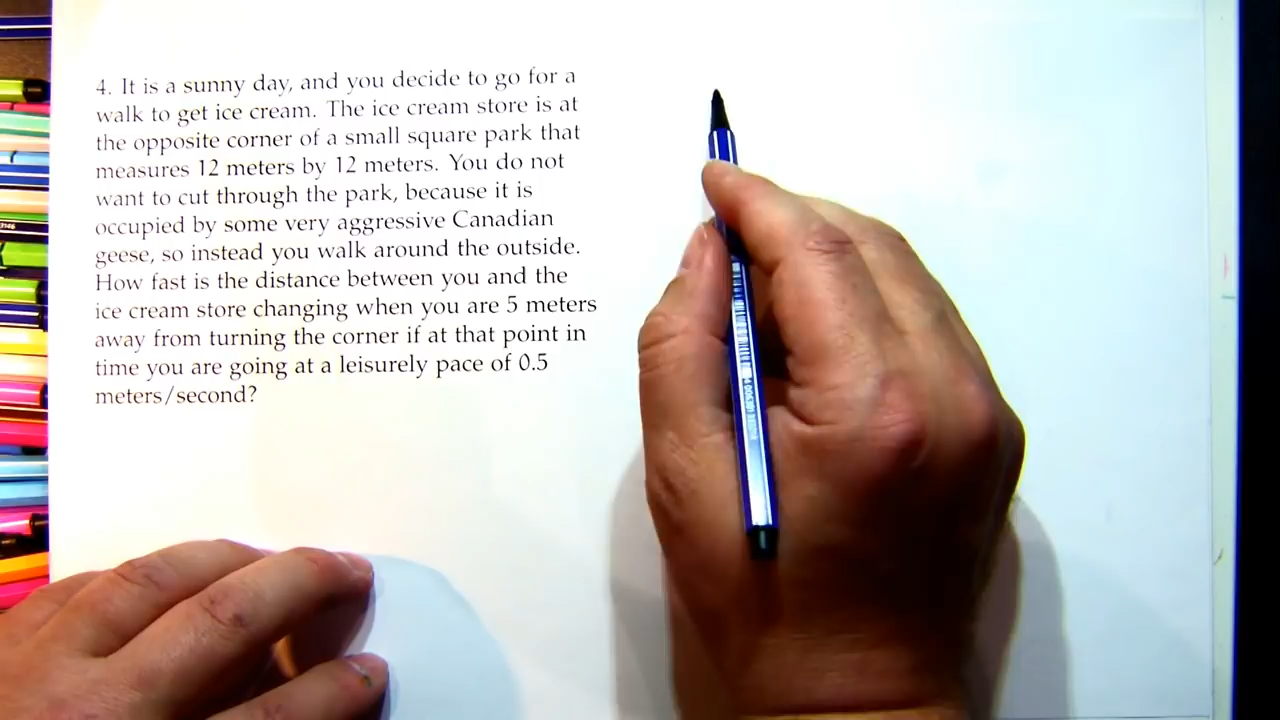 4. It is a sunny day, and you decide to go for a
walk to get ice cream. The ice cream store is at
the opposite corner of a small square park that
measures 12 meters by 12 meters. You do not
want to cut through the park, because it is
occupied by some very aggressive Canadian
geese, so instead you walk around the outside.
How fast is the distance between you and the
ice cream store changing when you are 5 meters
away from turning the corner if at that point in
time you are going at a leisurely pace of 0.5
meters/second?